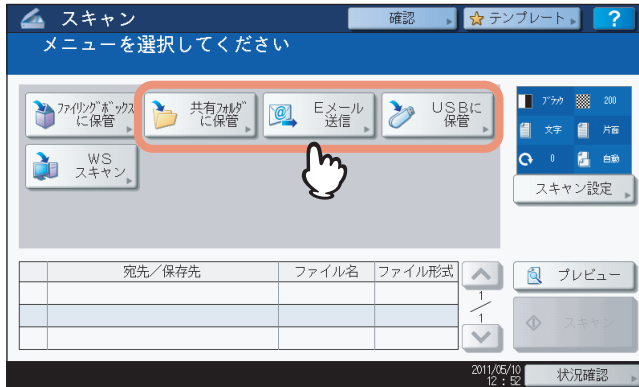 スキャン
確認
テンプレート
?
メニューを選択してください
ﾌｧｲﾘﾝｸﾞﾎﾞｯｸｽ
に保管
共有ﾌｫﾙﾀﾞ
に保管
Eメール
送信
USBに
保管
WS
スキャン
ﾌﾞﾗｯｸ
200
文字
片面
0
自動
スキャン設定
宛先／保存先
ファイル名
ファイル形式
1
1
プレビュー
スキャン
2011/05/10
12：52
状況確認